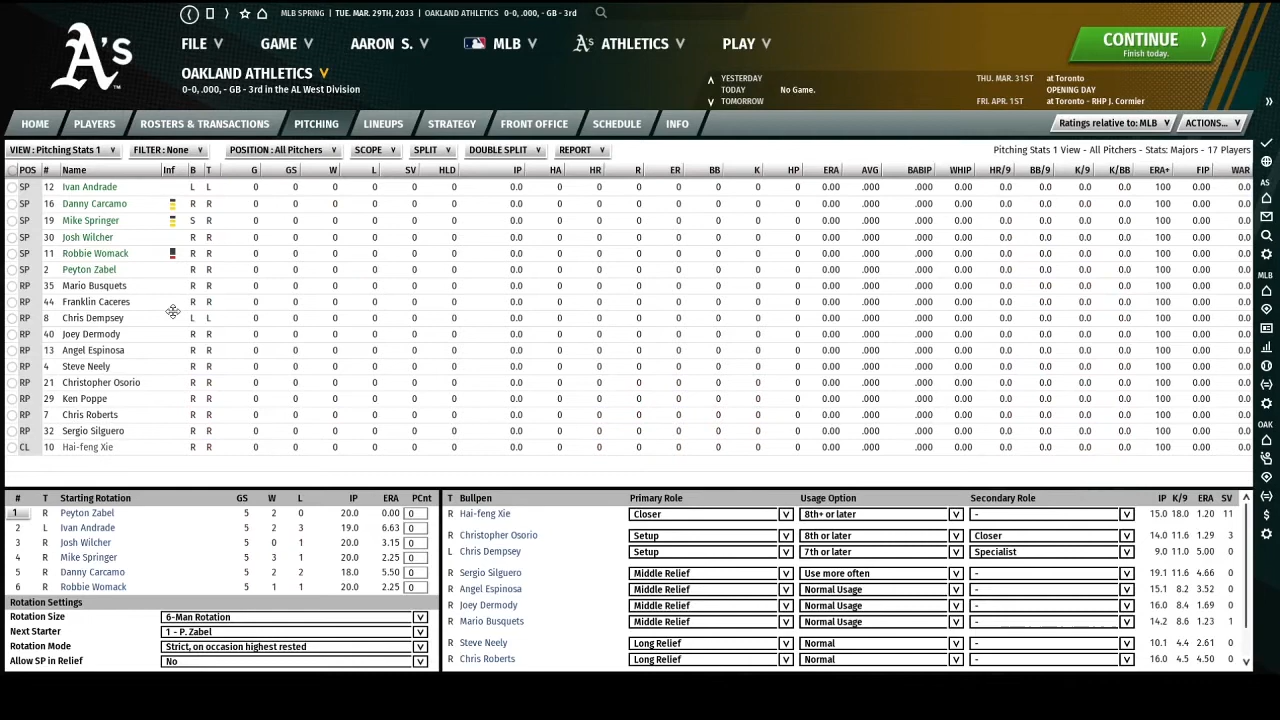 MLB SPRING | TUE. MAR. 29TH, 2033 | OAKLAND ATHLETICS 0-0, .000, - GB - 3rd
A's
FILE GAME AARON S. MLB A's ATHLETICS PLAY
CONTINUE
Finish today.
OAKLAND ATHLETICS
0-0, .000, - GB - 3rd in the AL West Division
YESTERDAY THU. MAR. 31ST at Toronto
TODAY No Game. OPENING DAY
TOMORROW FRI. APR. 1ST at Toronto - RHP J. Cormier
HOME PLAYERS ROSTERS & TRANSACTIONS PITCHING LINEUPS STRATEGY FRONT OFFICE SCHEDULE INFO Ratings relative to: MLB ACTIONS...
VIEW : Pitching Stats 1 FILTER : None POSITION : All Pitchers SCOPE SPLIT DOUBLE SPLIT REPORT Pitching Stats 1 View - All Pitchers - Stats: Majors - 17 Players
POS # Name Inf B T G GS W L SV HLD IP HA HR R ER BB K HP ERA AVG BABIP WHIP HR/9 BB/9 K/9 K/BB ERA+ FIP WAR
SP 12 Ivan Andrade L L 0 0 0 0 0 0 0.0 0 0 0 0 0 0 0 0.00 .000 .000 0.00 0.0 0.0 0.0 0.0 100 0.00 0.0
SP 16 Danny Carcamo R R 0 0 0 0 0 0 0.0 0 0 0 0 0 0 0 0.00 .000 .000 0.00 0.0 0.0 0.0 0.0 100 0.00 0.0
SP 19 Mike Springer S R 0 0 0 0 0 0 0.0 0 0 0 0 0 0 0 0.00 .000 .000 0.00 0.0 0.0 0.0 0.0 100 0.00 0.0
SP 30 Josh Wilcher R R 0 0 0 0 0 0 0.0 0 0 0 0 0 0 0 0.00 .000 .000 0.00 0.0 0.0 0.0 0.0 100 0.00 0.0
SP 11 Robbie Womack R R 0 0 0 0 0 0 0.0 0 0 0 0 0 0 0 0.00 .000 .000 0.00 0.0 0.0 0.0 0.0 100 0.00 0.0
SP 2 Peyton Zabel R R 0 0 0 0 0 0 0.0 0 0 0 0 0 0 0 0.00 .000 .000 0.00 0.0 0.0 0.0 0.0 100 0.00 0.0
RP 35 Mario Busquets R R 0 0 0 0 0 0 0.0 0 0 0 0 0 0 0 0.00 .000 .000 0.00 0.0 0.0 0.0 0.0 100 0.00 0.0
RP 44 Franklin Caceres R R 0 0 0 0 0 0 0.0 0 0 0 0 0 0 0 0.00 .000 .000 0.00 0.0 0.0 0.0 0.0 100 0.00 0.0
RP 8 Chris Dempsey L L 0 0 0 0 0 0 0.0 0 0 0 0 0 0 0 0.00 .000 .000 0.00 0.0 0.0 0.0 0.0 100 0.00 0.0
RP 40 Joey Dermody R R 0 0 0 0 0 0 0.0 0 0 0 0 0 0 0 0.00 .000 .000 0.00 0.0 0.0 0.0 0.0 100 0.00 0.0
RP 13 Angel Espinosa R R 0 0 0 0 0 0 0.0 0 0 0 0 0 0 0 0.00 .000 .000 0.00 0.0 0.0 0.0 0.0 100 0.00 0.0
RP 4 Steve Neely R R 0 0 0 0 0 0 0.0 0 0 0 0 0 0 0 0.00 .000 .000 0.00 0.0 0.0 0.0 0.0 100 0.00 0.0
RP 21 Christopher Osorio R R 0 0 0 0 0 0 0.0 0 0 0 0 0 0 0 0.00 .000 .000 0.00 0.0 0.0 0.0 0.0 100 0.00 0.0
RP 29 Ken Poppe R R 0 0 0 0 0 0 0.0 0 0 0 0 0 0 0 0.00 .000 .000 0.00 0.0 0.0 0.0 0.0 100 0.00 0.0
RP 7 Chris Roberts R R 0 0 0 0 0 0 0.0 0 0 0 0 0 0 0 0.00 .000 .000 0.00 0.0 0.0 0.0 0.0 100 0.00 0.0
RP 32 Sergio Silguero R R 0 0 0 0 0 0 0.0 0 0 0 0 0 0 0 0.00 .000 .000 0.00 0.0 0.0 0.0 0.0 100 0.00 0.0
CL 10 Hai-feng Xie R R 0 0 0 0 0 0 0.0 0 0 0 0 0 0 0 0.00 .000 .000 0.00 0.0 0.0 0.0 0.0 100 0.00 0.0
AS
MLB
OAK
# T Starting Rotation GS W L IP ERA PCnt
1 R Peyton Zabel 5 2 0 20.0 0.00 0
2 L Ivan Andrade 5 2 3 19.0 6.63 0
3 R Josh Wilcher 5 0 1 20.0 3.15 0
4 R Mike Springer 5 3 1 20.0 2.25 0
5 R Danny Carcamo 5 2 2 18.0 5.50 0
6 R Robbie Womack 5 1 1 20.0 2.25 0
Rotation Settings
Rotation Size 6-Man Rotation
Next Starter 1 - P. Zabel
Rotation Mode Strict, on occasion highest rested
Allow SP in Relief No
T Bullpen Primary Role Usage Option Secondary Role IP K/9 ERA SV
R Hai-feng Xie Closer 8th+ or later - 15.0 18.0 1.20 11
R Christopher Osorio Setup 8th or later Closer 14.0 11.6 1.29 3
L Chris Dempsey Setup 7th or later Specialist 9.0 11.0 5.00 0
R Sergio Silguero Middle Relief Use more often - 19.1 11.6 4.66 0
R Angel Espinosa Middle Relief Normal Usage - 15.1 8.2 3.52 0
R Joey Dermody Middle Relief Normal Usage - 16.0 8.4 1.69 0
R Mario Busquets Middle Relief Normal Usage - 14.2 8.6 1.23 1
R Steve Neely Long Relief Normal - 10.1 4.4 2.61 0
R Chris Roberts Long Relief Normal - 16.0 4.5 4.50 0